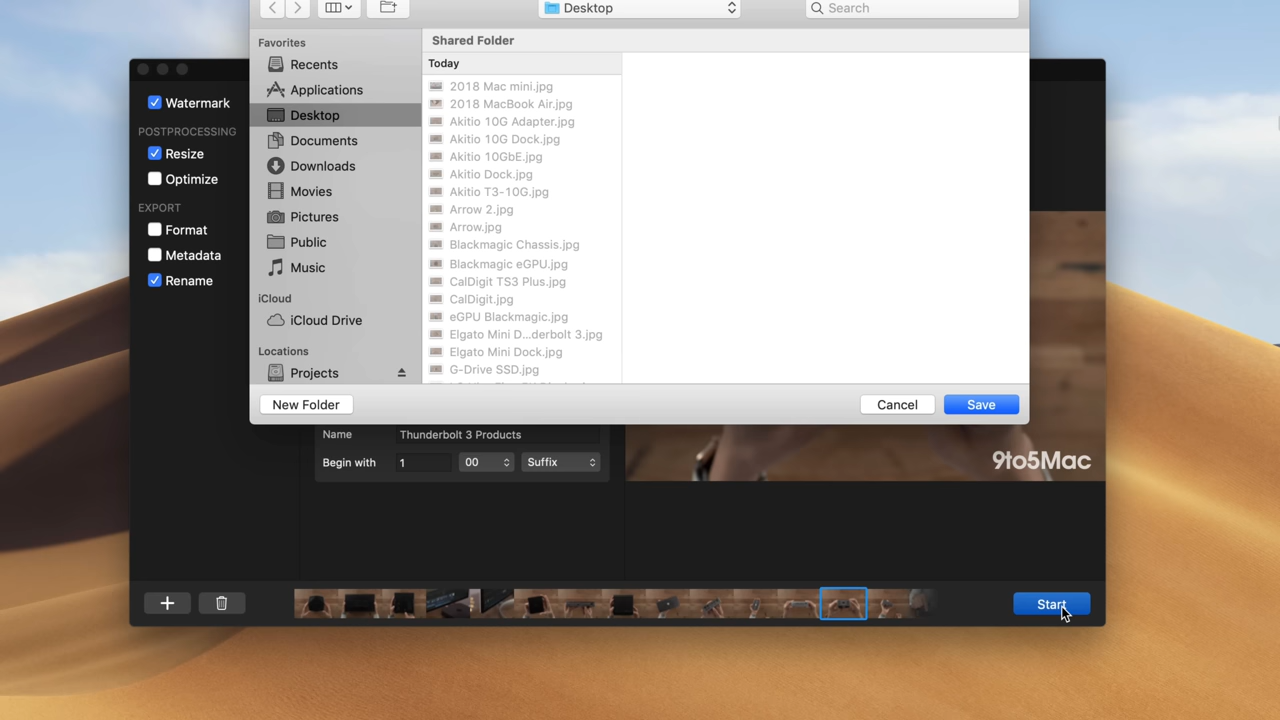 Desktop
Search
Favorites
Recents
Applications
Desktop
Documents
Downloads
Movies
Pictures
Public
Music
iCloud
iCloud Drive
Locations
Projects
Shared Folder
Today
2018 Mac mini.jpg
2018 MacBook Air.jpg
Akitio 10G Adapter.jpg
Akitio 10G Dock.jpg
Akitio 10GbE.jpg
Akitio Dock.jpg
Akitio T3-10G.jpg
Arrow 2.jpg
Arrow.jpg
Blackmagic Chassis.jpg
Blackmagic eGPU.jpg
CalDigit TS3 Plus.jpg
CalDigit.jpg
eGPU Blackmagic.jpg
Elgato Mini D...derbolt 3.jpg
Elgato Mini Dock.jpg
G-Drive SSD.jpg
New Folder
Cancel
Save
Watermark
POSTPROCESSING
Resize
Optimize
EXPORT
Format
Metadata
Rename
Name
Thunderbolt 3 Products
Begin with
1
00
Suffix
9to5Mac
Start